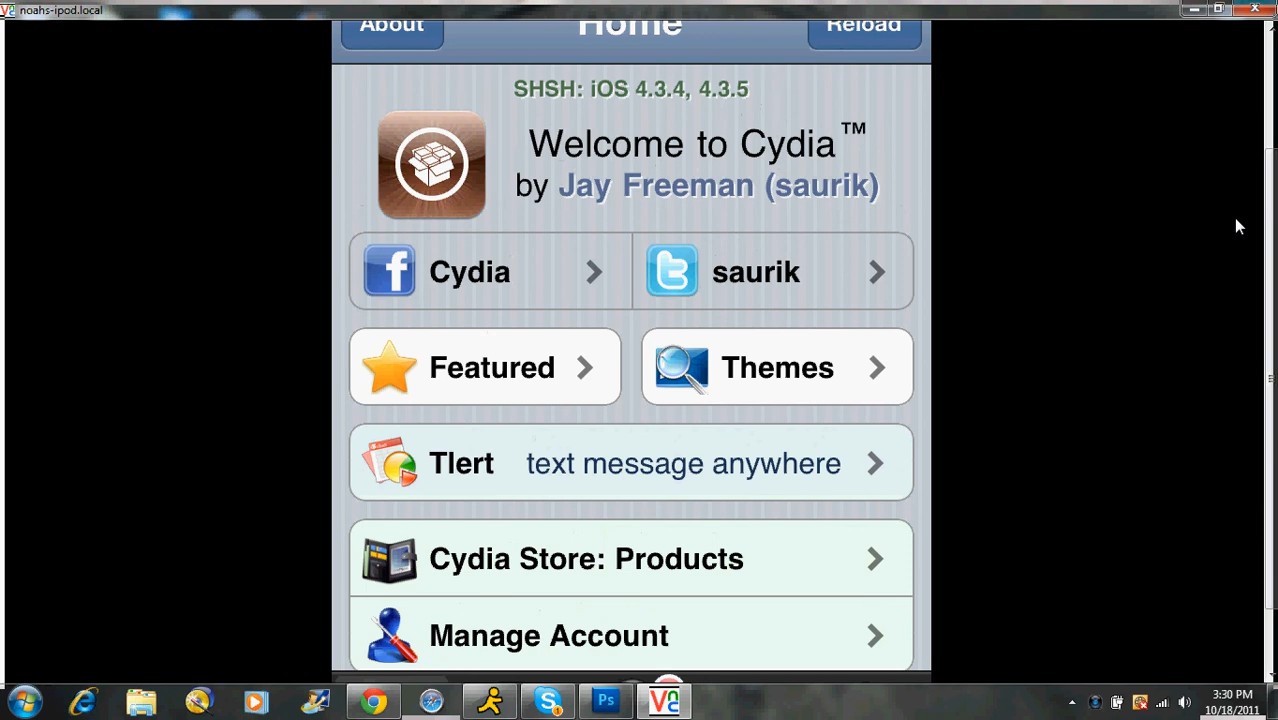 noahs-ipod.local
About
Home
Reload
SHSH: iOS 4.3.4, 4.3.5
Welcome to Cydia™
by Jay Freeman (saurik)
Cydia
saurik
Featured
Themes
Tlert text message anywhere
Cydia Store: Products
Manage Account
3:30 PM
10/18/2011